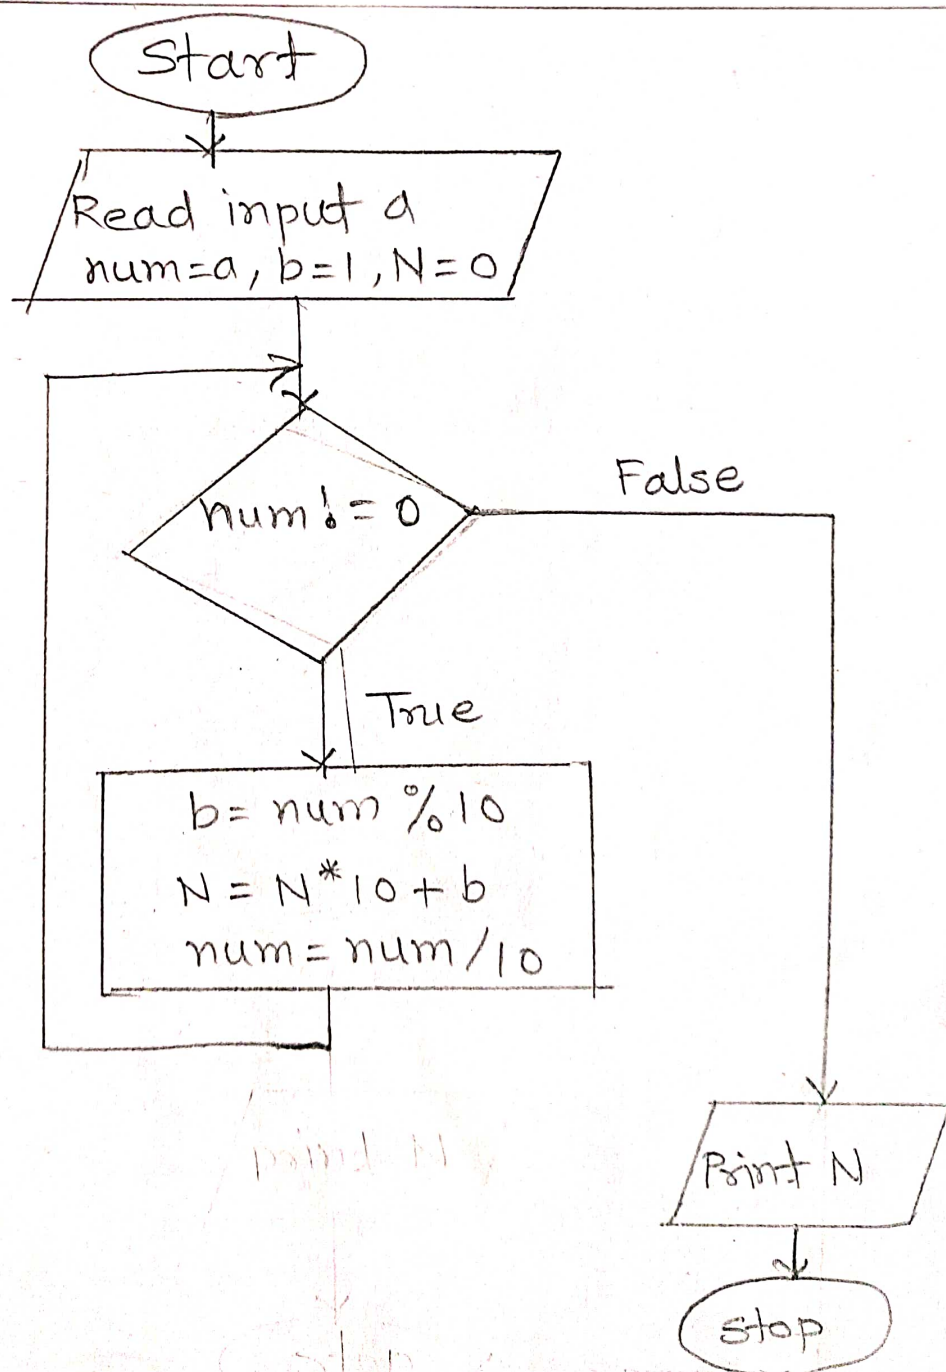 Start
Read input a
num=a, b=1, N=0
num!=0
False
True
b= num %10
N = N*10+b
num=num/10
Print N
stop